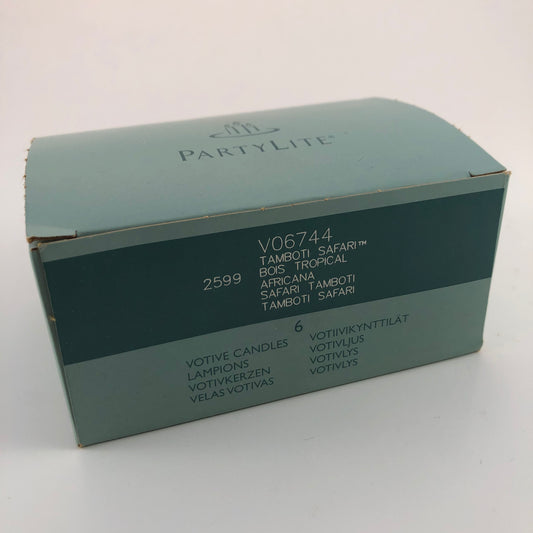 PARTYLITE®
V06744
2599
TAMBOTI SAFARI™
BOIS TROPICAL
AFRICANA
SAFARI TAMBOTI
TAMBOTI SAFARI
6
VOTIVE CANDLES
LAMPIONS
VOTIVKERZEN
VELAS VOTIVAS
VOTIIVIKYNTTILÄT
VOTIVLJUS
VOTIVLYS
VOTIVLYS